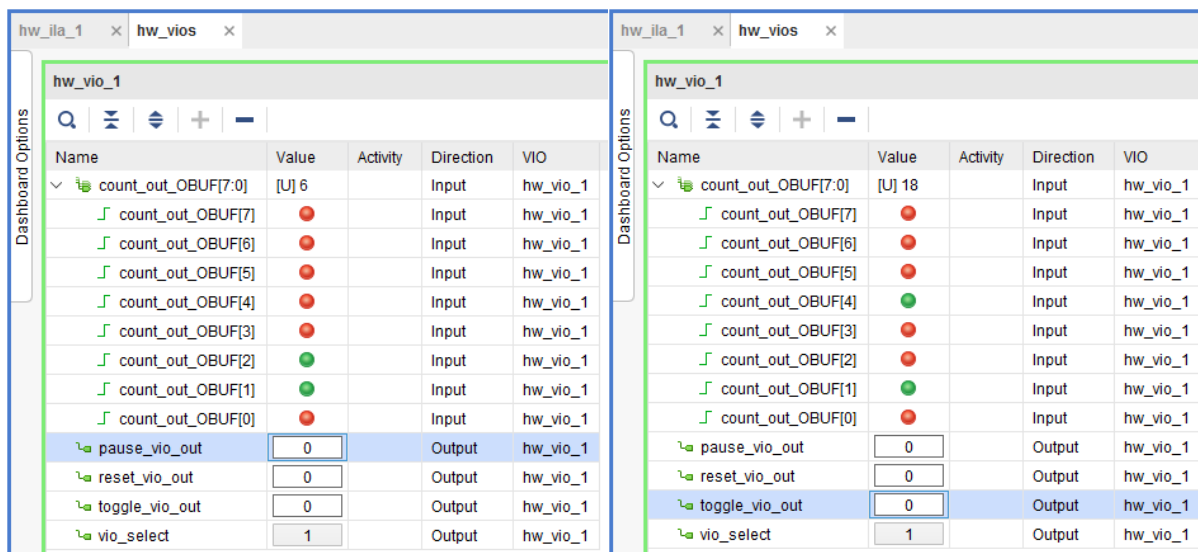 hw_ila_1 × hw_vios ×
Dashboard Options
hw_vio_1
Name Value Activity Direction VIO
count_out_OBUF[7:0] [U] 6 Input hw_vio_1
count_out_OBUF[7] Input hw_vio_1
count_out_OBUF[6] Input hw_vio_1
count_out_OBUF[5] Input hw_vio_1
count_out_OBUF[4] Input hw_vio_1
count_out_OBUF[3] Input hw_vio_1
count_out_OBUF[2] Input hw_vio_1
count_out_OBUF[1] Input hw_vio_1
count_out_OBUF[0] Input hw_vio_1
pause_vio_out 0 Output hw_vio_1
reset_vio_out 0 Output hw_vio_1
toggle_vio_out 0 Output hw_vio_1
vio_select 1 Output hw_vio_1
hw_ila_1 × hw_vios ×
Dashboard Options
hw_vio_1
Name Value Activity Direction VIO
count_out_OBUF[7:0] [U] 18 Input hw_vio_1
count_out_OBUF[7] Input hw_vio_1
count_out_OBUF[6] Input hw_vio_1
count_out_OBUF[5] Input hw_vio_1
count_out_OBUF[4] Input hw_vio_1
count_out_OBUF[3] Input hw_vio_1
count_out_OBUF[2] Input hw_vio_1
count_out_OBUF[1] Input hw_vio_1
count_out_OBUF[0] Input hw_vio_1
pause_vio_out 0 Output hw_vio_1
reset_vio_out 0 Output hw_vio_1
toggle_vio_out 0 Output hw_vio_1
vio_select 1 Output hw_vio_1